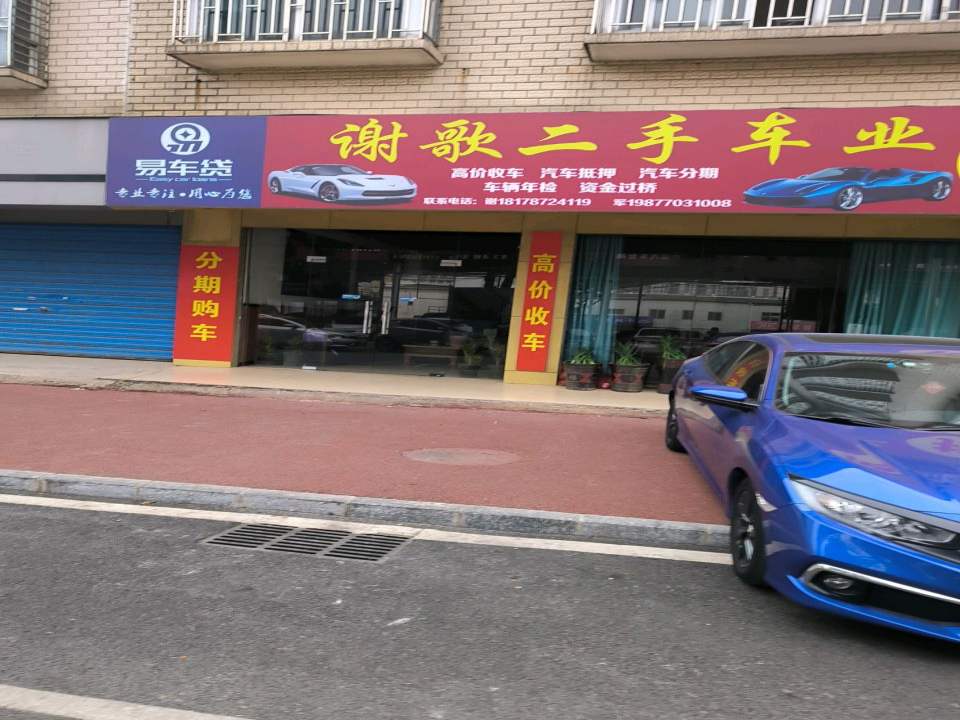 易车贷
Easy car loans
专业专注·用心为您
谢歌二手车业
高价收车 汽车抵押 汽车分期
车辆年检 资金过桥
联系电话：谢18178724119 军19877031008
分期购车
高价收车